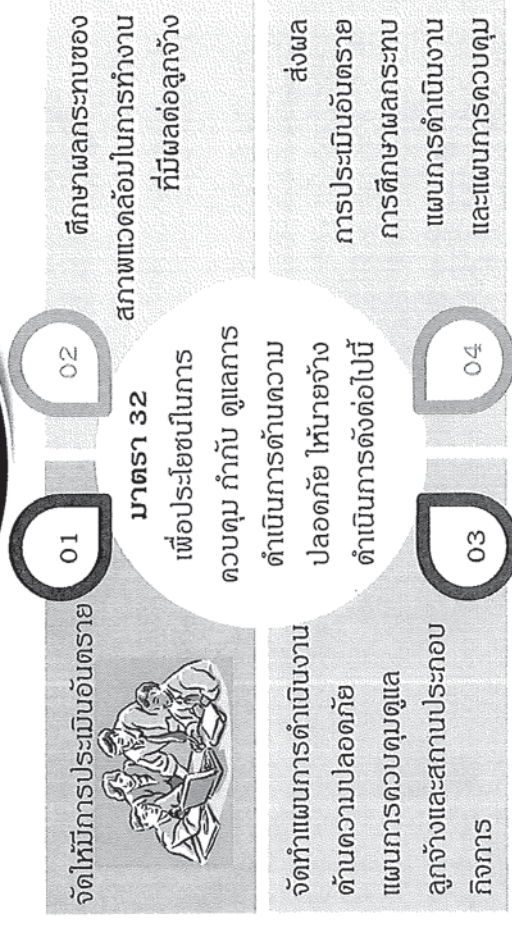 มาตรา 32
เพื่อประโยชน์ในการ
ควบคุม กำกับ ดูแลการ
ดำเนินการด้านความ
ปลอดภัย ให้นายจ้าง
ดำเนินการดังต่อไปนี้
01
จัดให้มีการประเมินอันตราย
02
ศึกษาผลกระทบของ
สภาพแวดล้อมในการทำงาน
ที่มีผลต่อลูกจ้าง
03
จัดทำแผนการดำเนินงาน
ด้านความปลอดภัย
แผนการควบคุมดูแล
ลูกจ้างและสถานประกอบ
กิจการ
04
ส่งผล
การประเมินอันตราย
การศึกษาผลกระทบ
แผนการดำเนินงาน
และแผนการควบคุม